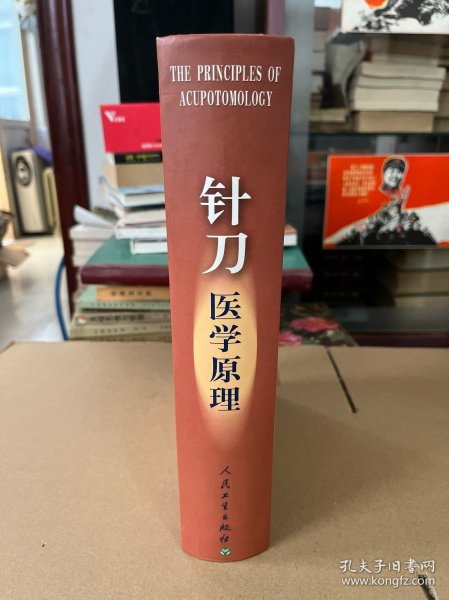 THE PRINCIPLES OF
ACUPOTOMOLOGY
针刀
医学原理
人民卫生出版社
孔夫子旧书网
www.kongfz.com